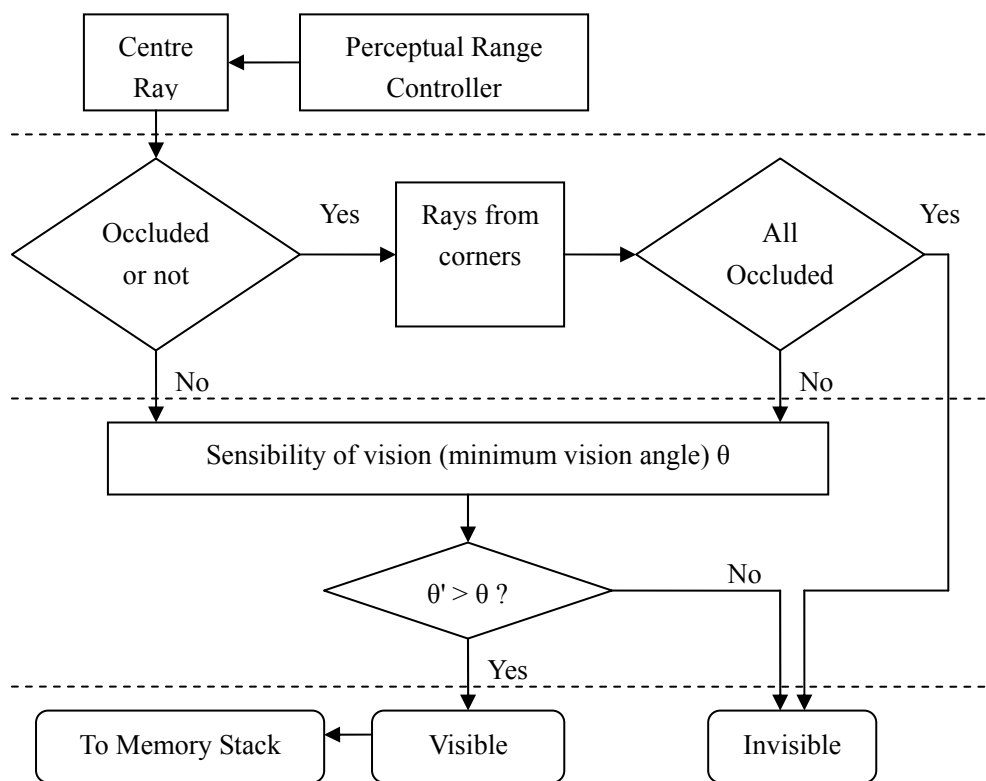 Centre
Ray
Perceptual Range
Controller
Occluded
or not
Yes
Rays from
corners
All
Occluded
Yes
No
No
Sensibility of vision (minimum vision angle) θ
θ' > θ ?
No
Yes
To Memory Stack
Visible
Invisible